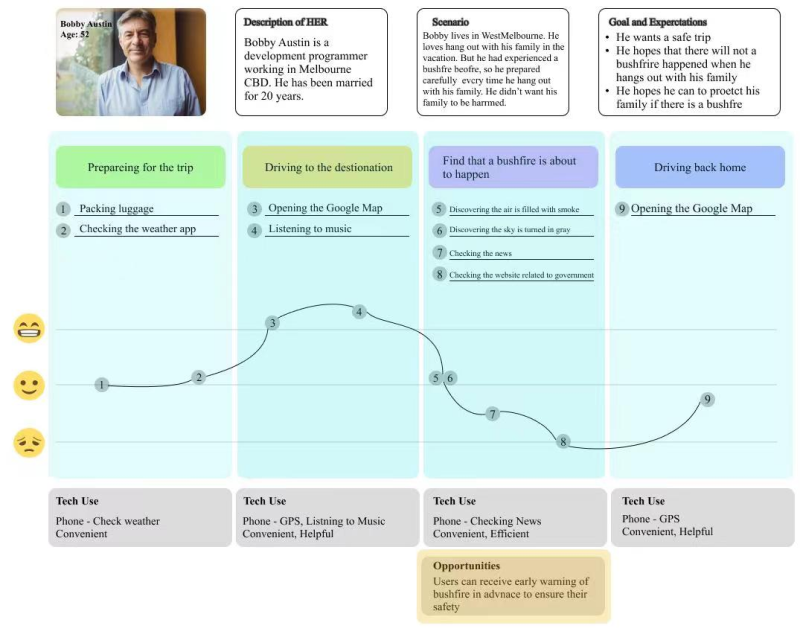 Bobby Austin
Age: 52
Description of HER
Bobby Austin is a
development programmer
working in Melbourne
CBD. He has been married
for 20 years.
Scenario
Bobby lives in WestMelbourne. He
loves hang out with his family in the
vacation. But he had experienced a
bushfre beofre, so he prepared
carefully every time he hang out
with his family. He didn't want his
family to be harrmed.
Goal and Experctations
• He wants a safe trip
• He hopes that there will not a
bushfrire happened when he
hangs out with his family
• He hopes he can to proetct his
family if there is a bushfre
Prepareing for the trip
1 Packing luggage
2 Checking the weather app
Driving to the destionation
3 Opening the Google Map
4 Listening to music
Find that a bushfire is about
to happen
5 Discovering the air is filled with smoke
6 Discovering the sky is turned in gray
7 Checking the news
8 Checking the website related to government
Driving back home
9 Opening the Google Map
1
2
3
4
5 6
7
8
9
Tech Use
Phone - Check weather
Convenient
Tech Use
Phone - GPS, Listning to Music
Convenient, Helpful
Tech Use
Phone - Checking News
Convenient, Efficient
Tech Use
Phone - GPS
Convenient, Helpful
Opportunities
Users can receive early warning of
bushfire in advnace to ensure their
safety